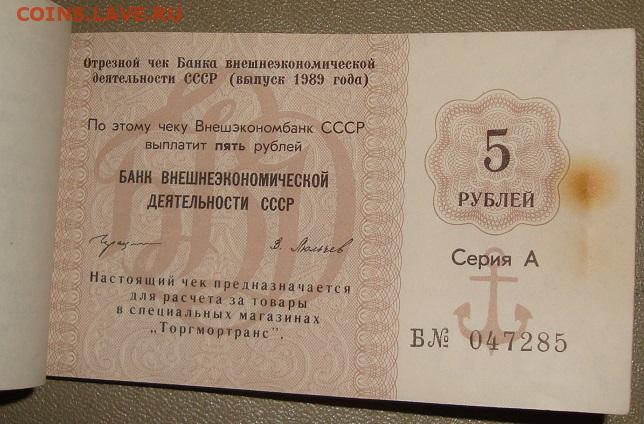 COINS.LAVE.RU
Отрезной чек Банка внешнеэкономической
деятельности СССР (выпуск 1989 года)
По этому чеку Внешэкономбанк СССР
выплатит пять рублей
БАНК ВНЕШНЕЭКОНОМИЧЕСКОЙ
ДЕЯТЕЛЬНОСТИ СССР
Настоящий чек предназначается
для расчета за товары
в специальных магазинах
„Торгмортранс".
5
РУБЛЕЙ
Серия А
Б№ 047285